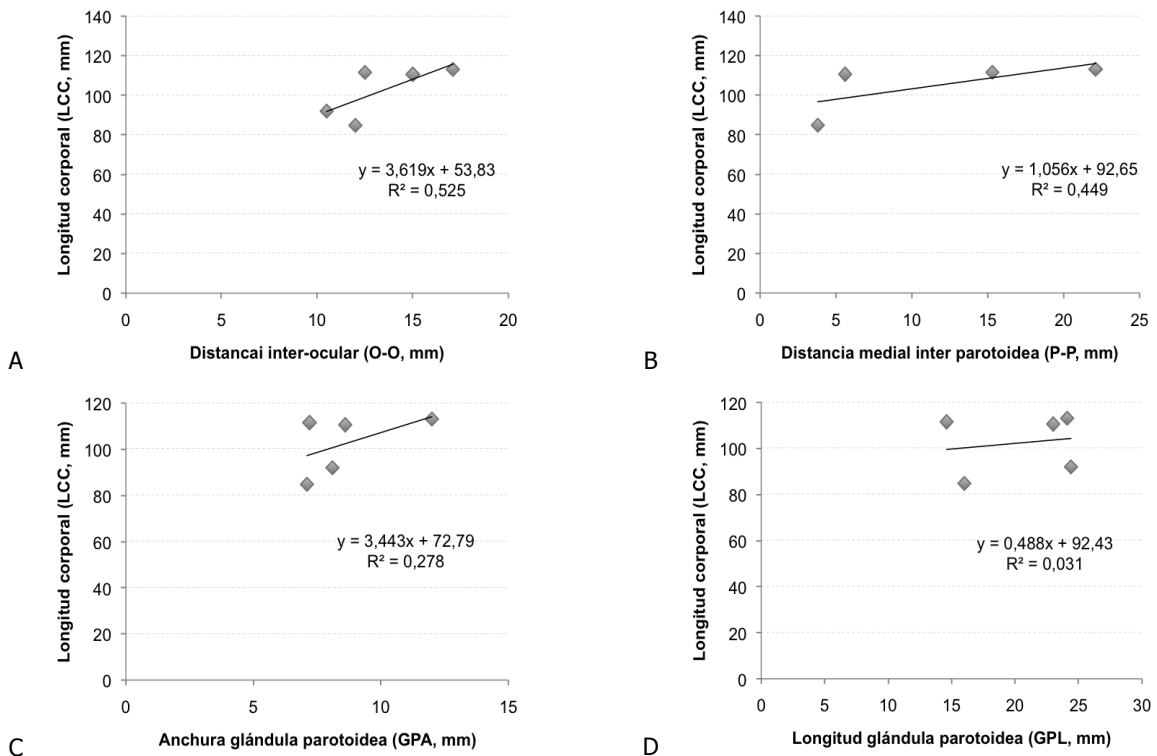 140
120
100
80
60
40
20
0
Longitud corporal (LCC, mm)
y = 3,619x + 53,83
R² = 0,525
0 5 10 15 20
Distancai inter-ocular (O-O, mm)
A
140
120
100
80
60
40
20
0
Longitud corporal (LCC, mm)
y = 1,056x + 92,65
R² = 0,449
0 5 10 15 20 25
Distancia medial inter parotoidea (P-P, mm)
B
120
100
80
60
40
20
0
Longitud corporal (LCC, mm)
y = 3,443x + 72,79
R² = 0,278
0 5 10 15
Anchura glándula parotoidea (GPA, mm)
C
120
100
80
60
40
20
0
Longitud corporal (LCC, mm)
y = 0,488x + 92,43
R² = 0,031
0 5 10 15 20 25 30
Longitud glándula parotoidea (GPL, mm)
D